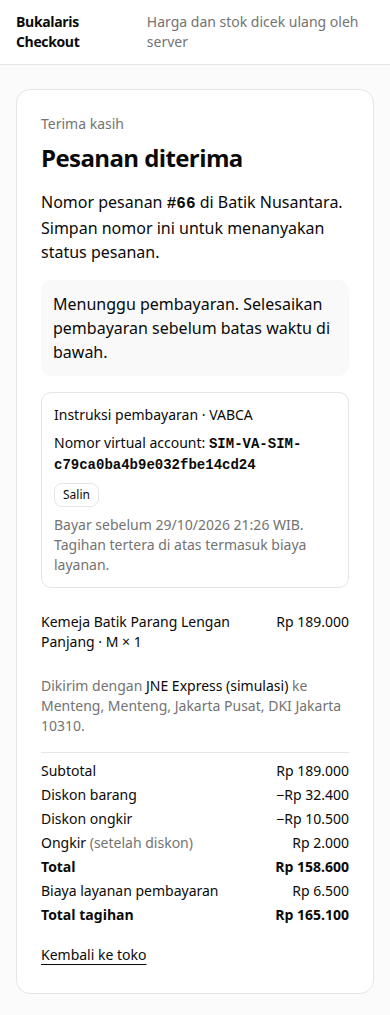 Bukalaris Checkout
Harga dan stok dicek ulang oleh server
Terima kasih
Pesanan diterima
Nomor pesanan #66 di Batik Nusantara.
Simpan nomor ini untuk menanyakan
status pesanan.
Menunggu pembayaran. Selesaikan
pembayaran sebelum batas waktu di
bawah.
Instruksi pembayaran · VABCA
Nomor virtual account: SIM-VA-SIM-
c79ca0ba4b9e032fbe14cd24
Salin
Bayar sebelum 29/10/2026 21:26 WIB.
Tagihan tertera di atas termasuk biaya
layanan.
Kemeja Batik Parang Lengan Rp 189.000
Panjang · M × 1
Dikirim dengan JNE Express (simulasi) ke
Menteng, Menteng, Jakarta Pusat, DKI Jakarta
10310.
Subtotal Rp 189.000
Diskon barang −Rp 32.400
Diskon ongkir −Rp 10.500
Ongkir (setelah diskon) Rp 2.000
Total Rp 158.600
Biaya layanan pembayaran Rp 6.500
Total tagihan Rp 165.100
Kembali ke toko